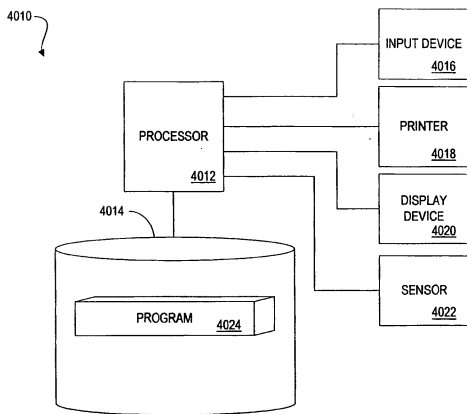 4010
INPUT DEVICE
4016
PROCESSOR
4012
PRINTER
4018
DISPLAY
DEVICE
4020
4014
SENSOR
4022
PROGRAM
4024